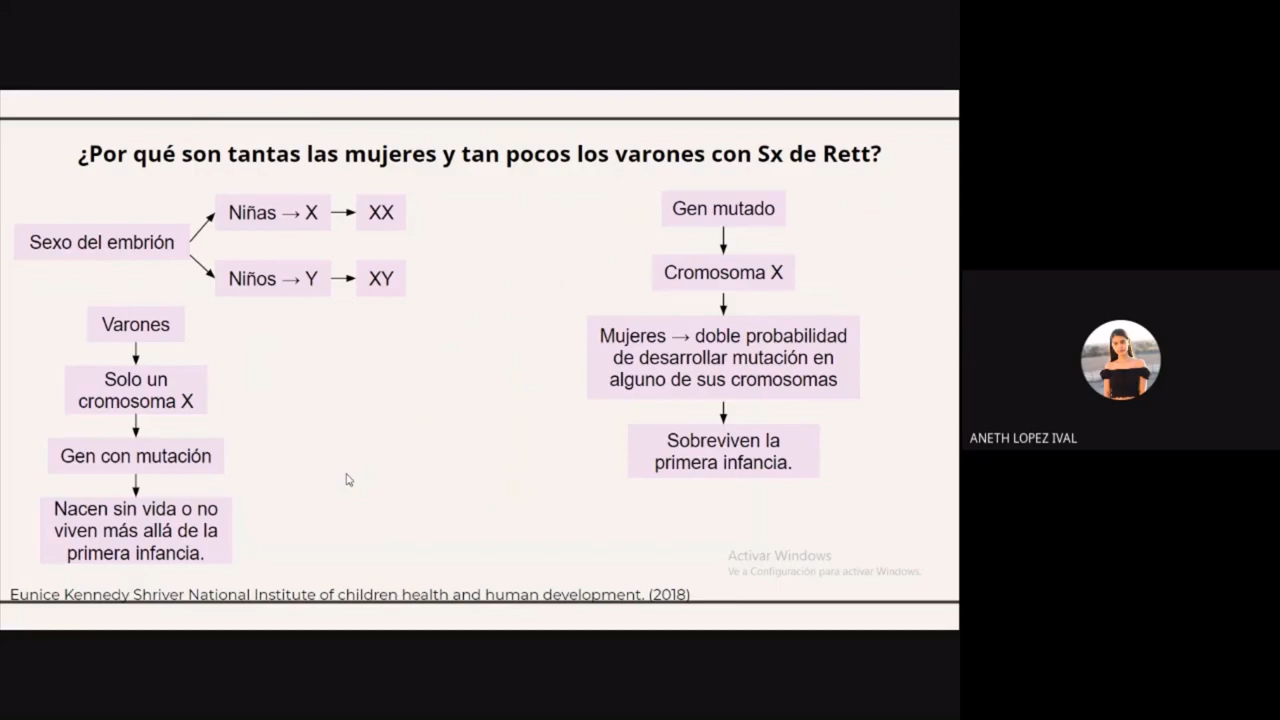 ¿Por qué son tantas las mujeres y tan pocos los varones con Sx de Rett?
Sexo del embrión
Niñas → X
XX
Niños → Y
XY
Varones
Solo un
cromosoma X
Gen con mutación
Nacen sin vida o no
viven más allá de la
primera infancia.
Gen mutado
Cromosoma X
Mujeres → doble probabilidad
de desarrollar mutación en
alguno de sus cromosomas
Sobreviven la
primera infancia.
Activar Windows
Ve a Configuración para activar Windows.
Eunice Kennedy Shriver National Institute of children health and human development. (2018)
ANETH LOPEZ IVAL